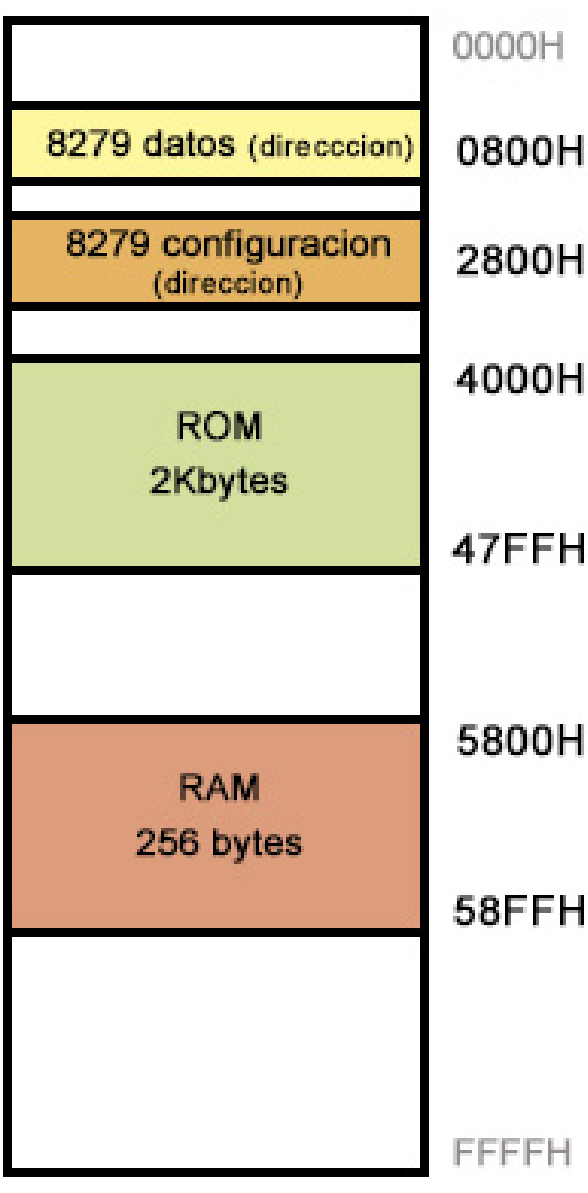 0000H
8279 datos (direcccion) 0800H
8279 configuracion
(direccion)
2800H
4000H
ROM
2Kbytes
47FFH
5800H
RAM
256 bytes
58FFH
FFFFH